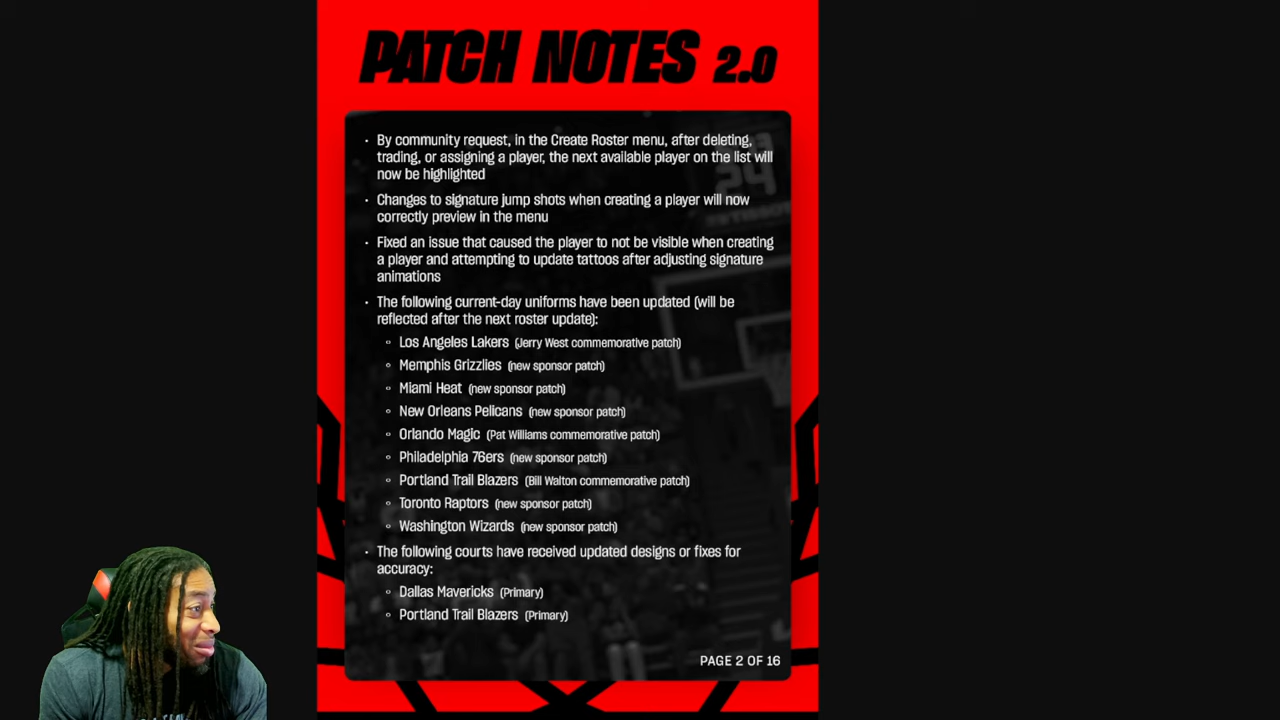 PATCH NOTES 2.0
· By community request, in the Create Roster menu, after deleting,
trading, or assigning a player, the next available player on the list will
now be highlighted
· Changes to signature jump shots when creating a player will now
correctly preview in the menu
· Fixed an issue that caused the player to not be visible when creating
a player and attempting to update tattoos after adjusting signature
animations
· The following current-day uniforms have been updated (will be
reflected after the next roster update):
◦ Los Angeles Lakers (Jerry West commemorative patch)
◦ Memphis Grizzlies (new sponsor patch)
◦ Miami Heat (new sponsor patch)
◦ New Orleans Pelicans (new sponsor patch)
◦ Orlando Magic (Pat Williams commemorative patch)
◦ Philadelphia 76ers (new sponsor patch)
◦ Portland Trail Blazers (Bill Walton commemorative patch)
◦ Toronto Raptors (new sponsor patch)
◦ Washington Wizards (new sponsor patch)
· The following courts have received updated designs or fixes for
accuracy:
◦ Dallas Mavericks (Primary)
◦ Portland Trail Blazers (Primary)
PAGE 2 OF 16
24